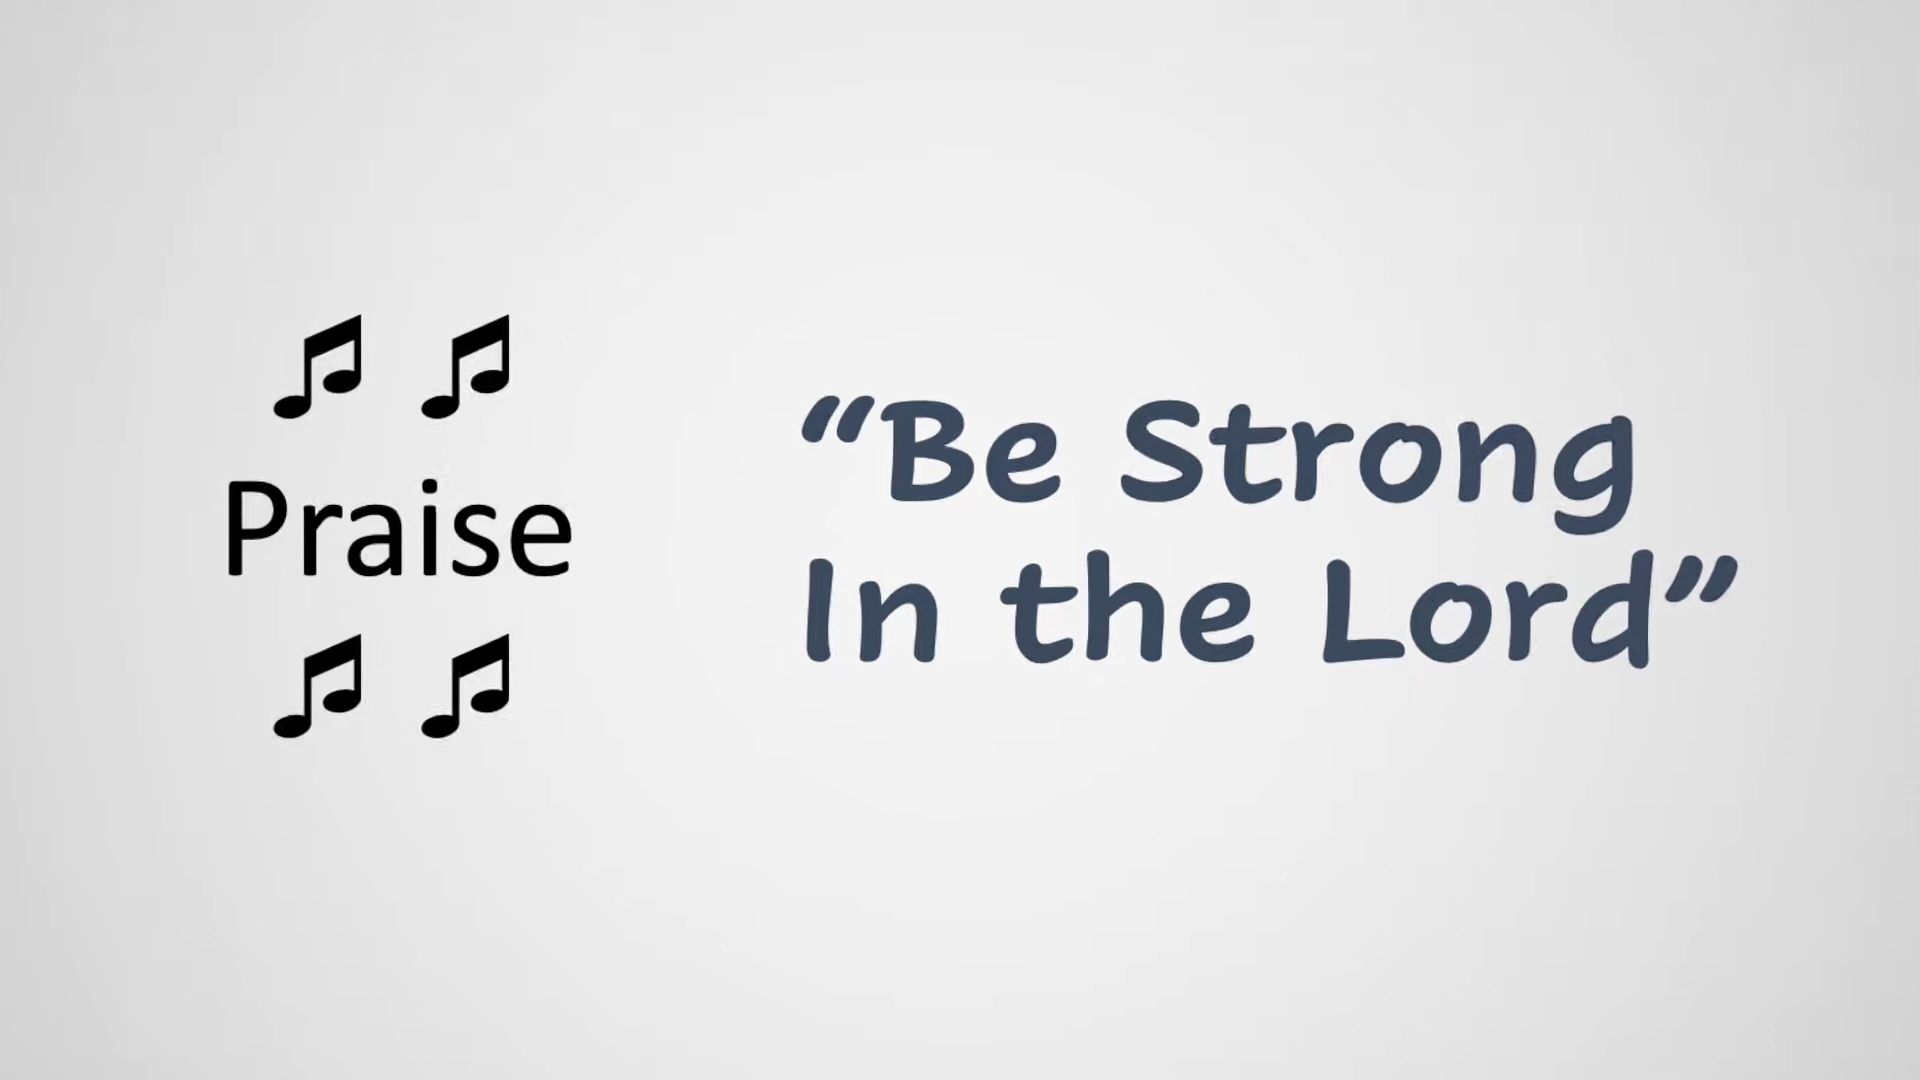 Praise
“Be Strong
In the Lord”